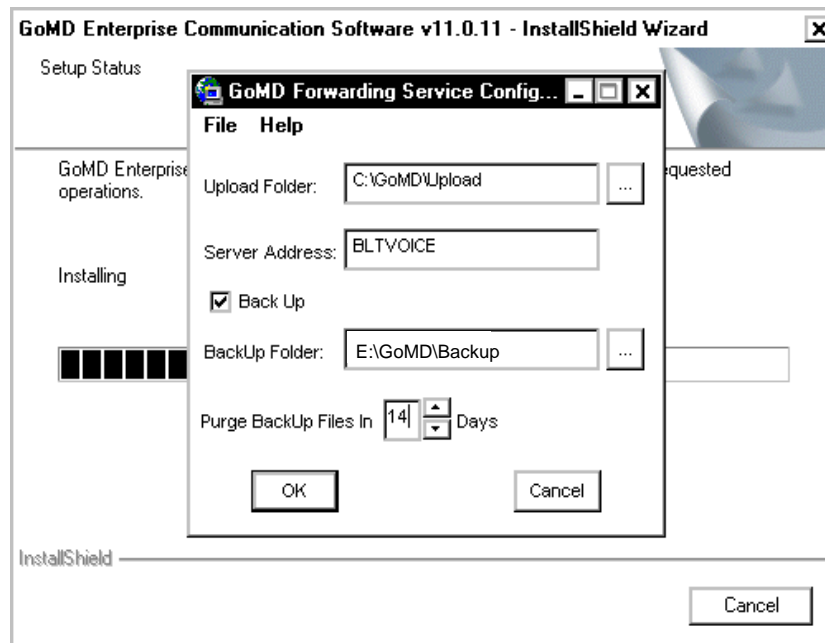 GoMD Enterprise Communication Software v11.0.11 - InstallShield Wizard
Setup Status
GoMD Forwarding Service Config...
File Help
GoMD Enterprise
equested
operations.
Upload Folder: C:\GoMD\Upload ...
Server Address: BLTVOICE
Installing
Back Up
BackUp Folder: E:\GoMD\Backup ...
Purge BackUp Files In 14 Days
OK Cancel
InstallShield
Cancel